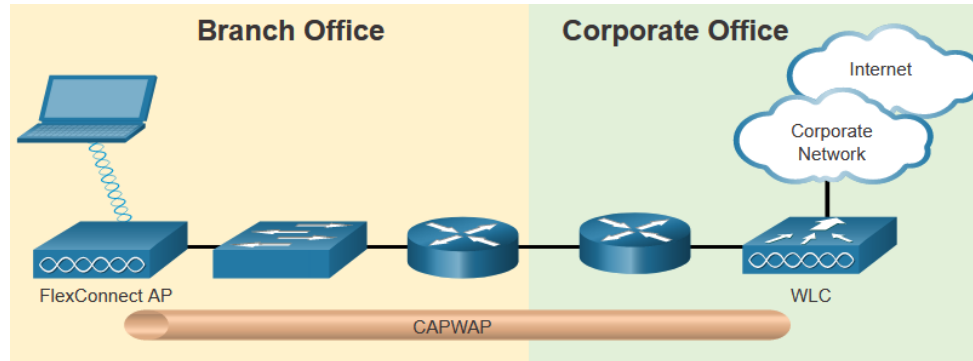 Branch Office
Corporate Office
Internet
Corporate
Network
FlexConnect AP
WLC
CAPWAP